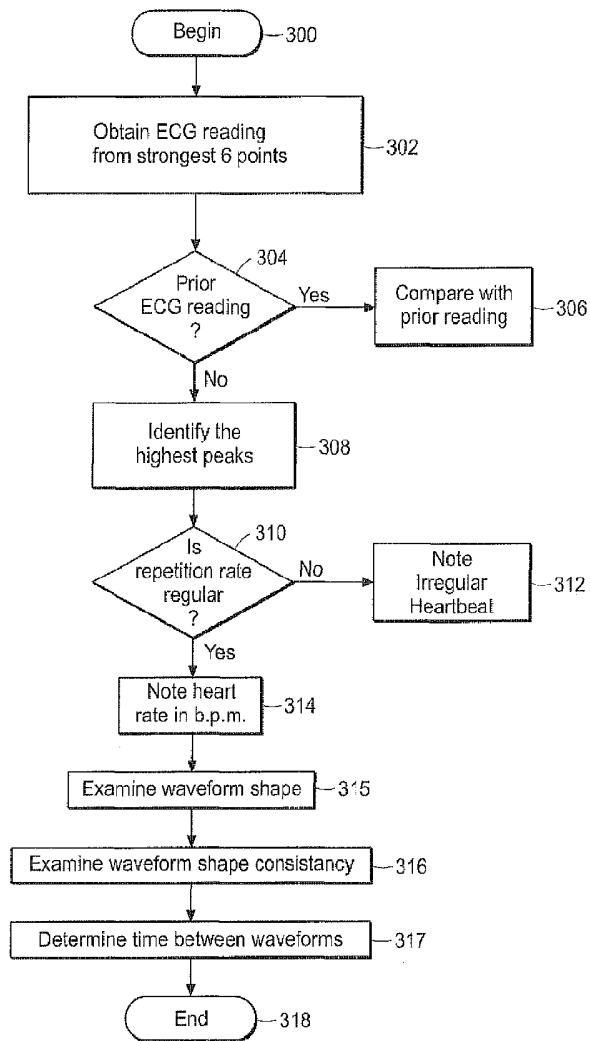 Begin
300
Obtain ECG reading
from strongest 6 points
302
304
Prior
ECG reading
?
Yes
Compare with
prior reading
306
No
Identify the
highest peaks
308
310
Is
repetition rate
regular
?
No
Note
Irregular
Heartbeat
312
Yes
Note heart
rate in b.p.m.
314
Examine waveform shape
315
Examine waveform shape consistancy
316
Determine time between waveforms
317
End
318